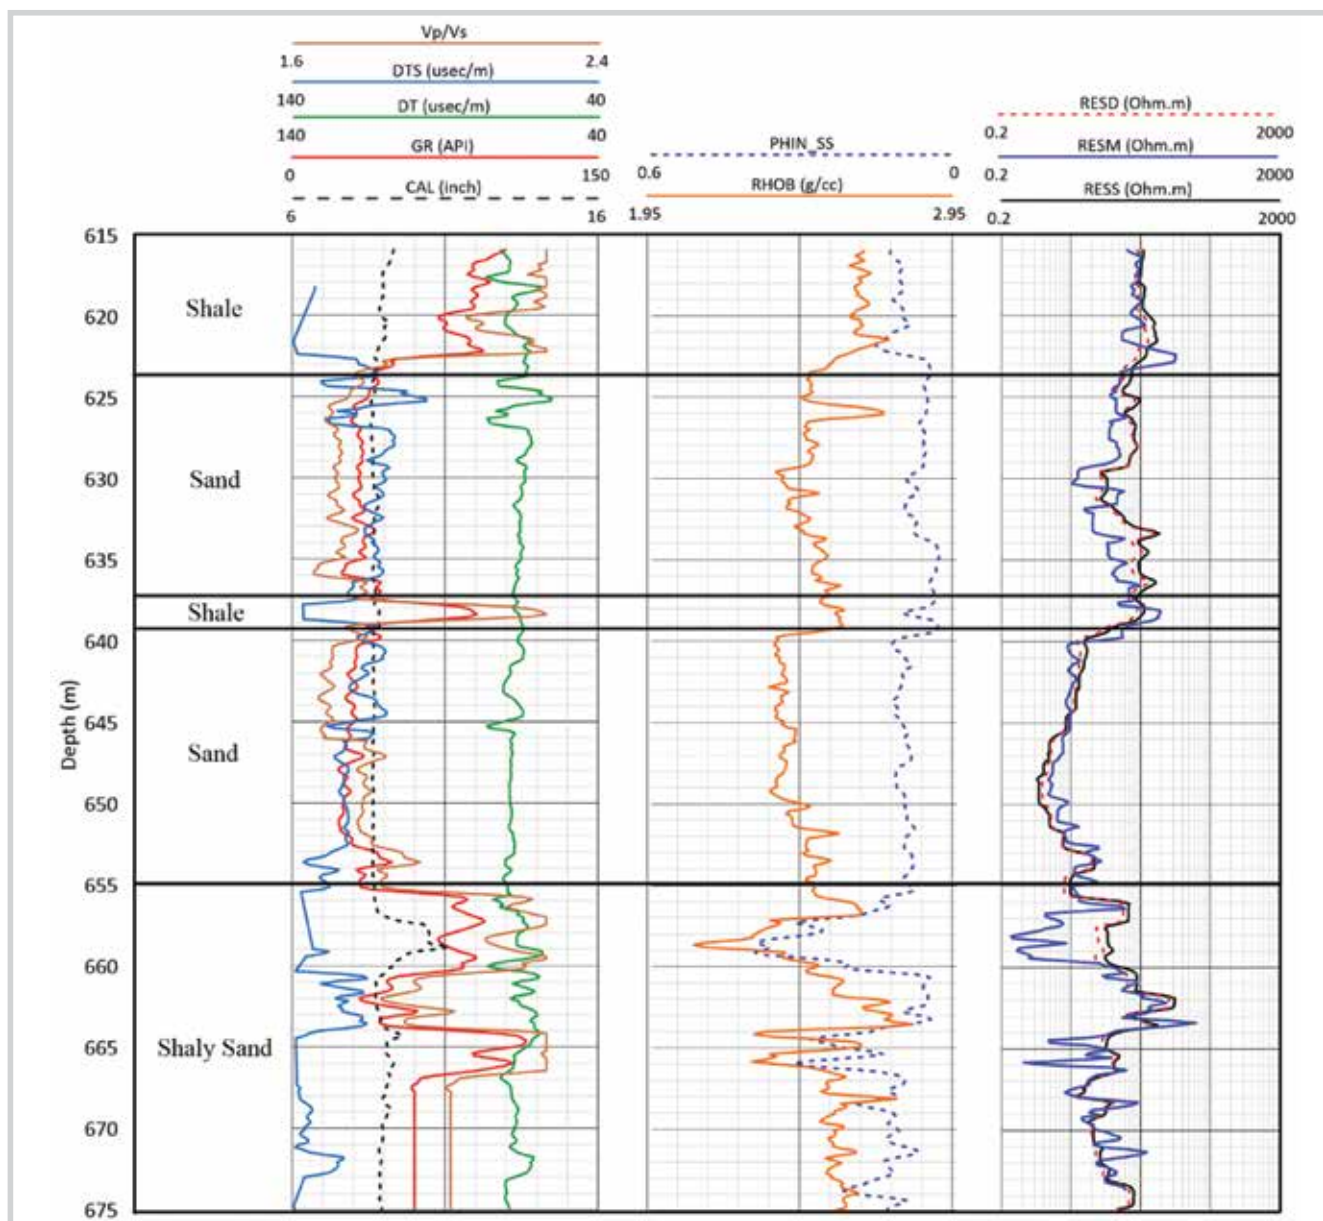 Vp/Vs
1.6 2.4
DTS (usec/m)
140 40
DT (usec/m)
140 40
GR (API)
0 150
CAL (inch)
6 16
PHIN_SS
0.6 0
RHOB (g/cc)
1.95 2.95
RESD (Ohm.m)
0.2 2000
RESM (Ohm.m)
0.2 2000
RESS (Ohm.m)
0.2 2000
Depth (m)
615
620
625
630
635
640
645
650
655
660
665
670
675
Shale
Sand
Shale
Sand
Shaly Sand